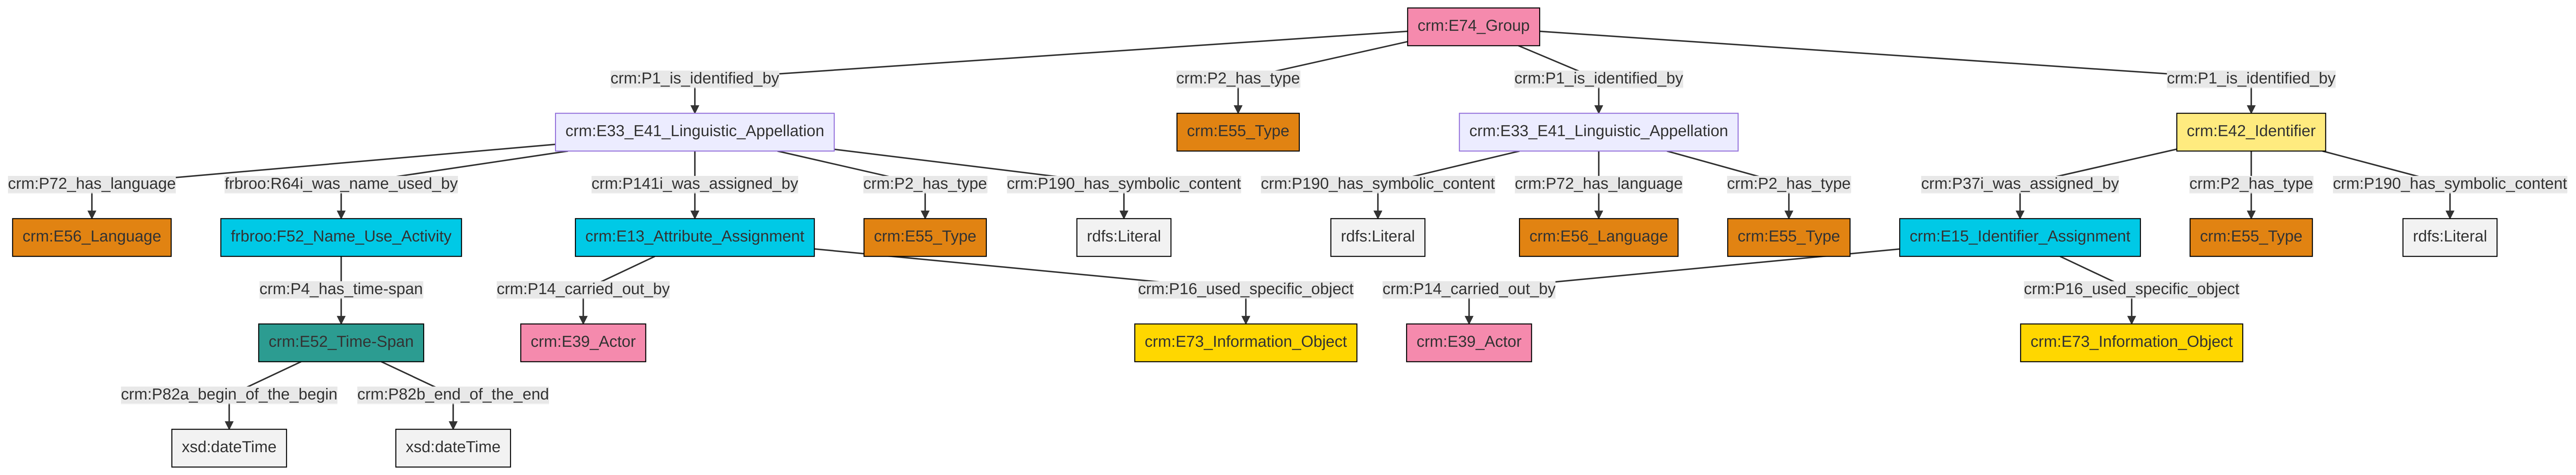 crm:E74_Group
crm:P1_is_identified_by
crm:P2_has_type
crm:P1_is_identified_by
crm:P1_is_identified_by
crm:E33_E41_Linguistic_Appellation
crm:E55_Type
crm:E33_E41_Linguistic_Appellation
crm:E42_Identifier
crm:P72_has_language
frbroo:R64i_was_name_used_by
crm:P141i_was_assigned_by
crm:P2_has_type
crm:P190_has_symbolic_content
crm:P190_has_symbolic_content
crm:P72_has_language
crm:P2_has_type
crm:P37i_was_assigned_by
crm:P2_has_type
crm:P190_has_symbolic_content
crm:E56_Language
frbroo:F52_Name_Use_Activity
crm:E13_Attribute_Assignment
crm:E55_Type
rdfs:Literal
rdfs:Literal
crm:E56_Language
crm:E55_Type
crm:E15_Identifier_Assignment
crm:E55_Type
rdfs:Literal
crm:P4_has_time-span
crm:P14_carried_out_by
crm:P16_used_specific_object
crm:P14_carried_out_by
crm:P16_used_specific_object
crm:E52_Time-Span
crm:E39_Actor
crm:E73_Information_Object
crm:E39_Actor
crm:E73_Information_Object
crm:P82a_begin_of_the_begin
crm:P82b_end_of_the_end
xsd:dateTime
xsd:dateTime